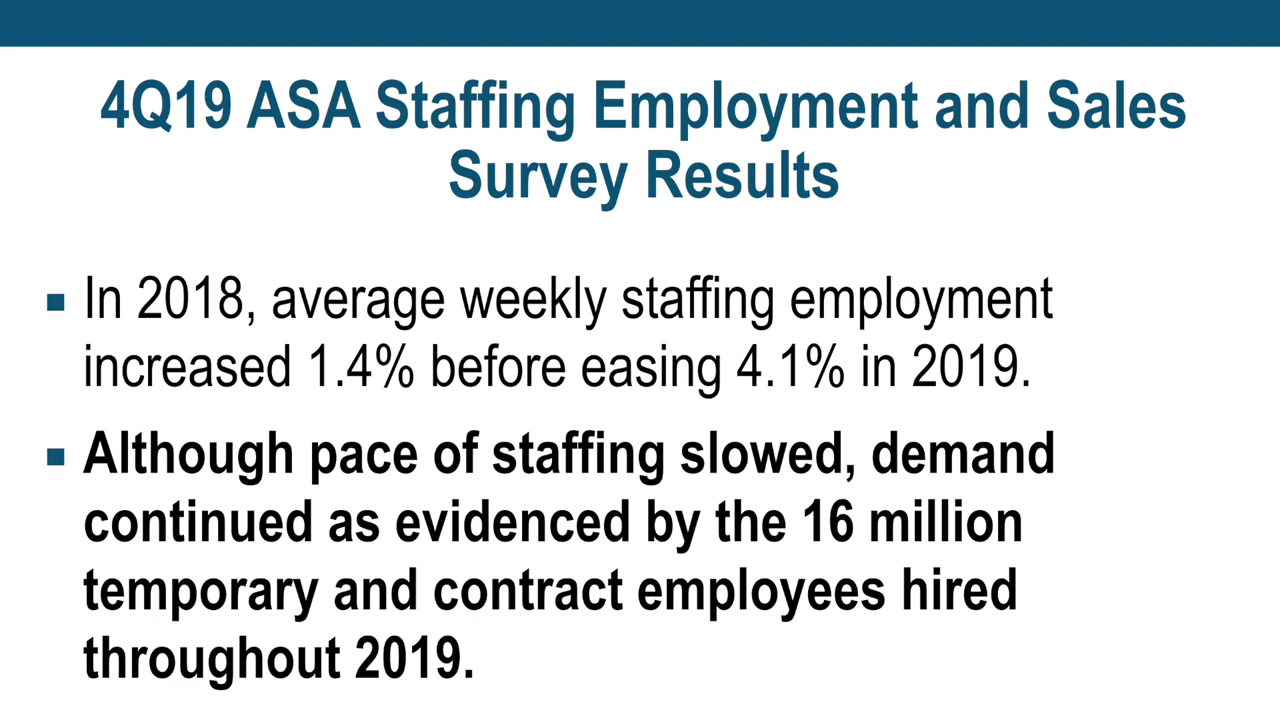 4Q19 ASA Staffing Employment and Sales
Survey Results
▪ In 2018, average weekly staffing employment
increased 1.4% before easing 4.1% in 2019.
▪ Although pace of staffing slowed, demand
continued as evidenced by the 16 million
temporary and contract employees hired
throughout 2019.